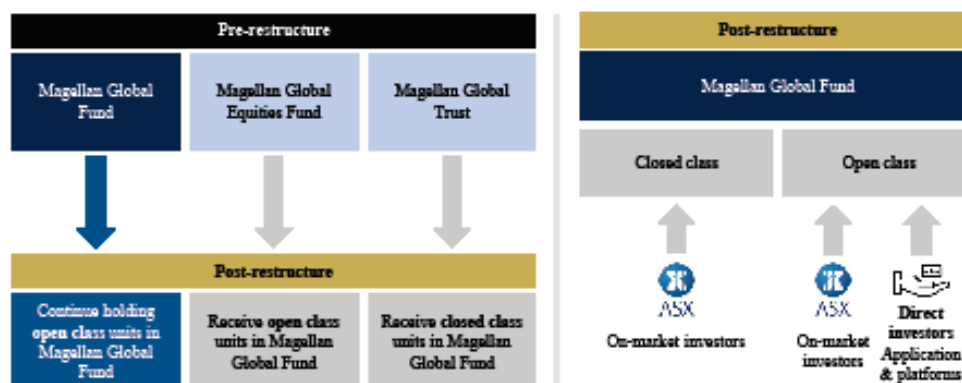 Pre-restructure
Magellan Global
Fund
Magellan Global
Equities Fund
Magellan Global
Trust
Post-restructure
Continue holding
open class units in
Magellan Global
Fund
Receive open class
units in Magellan
Global Fund
Receive closed class
units in Magellan
Global Fund
Post-restructure
Magellan Global Fund
Closed class
Open class
ASX
On-market investors
ASX
On-market
investors
Direct
investors
Application
& platforms